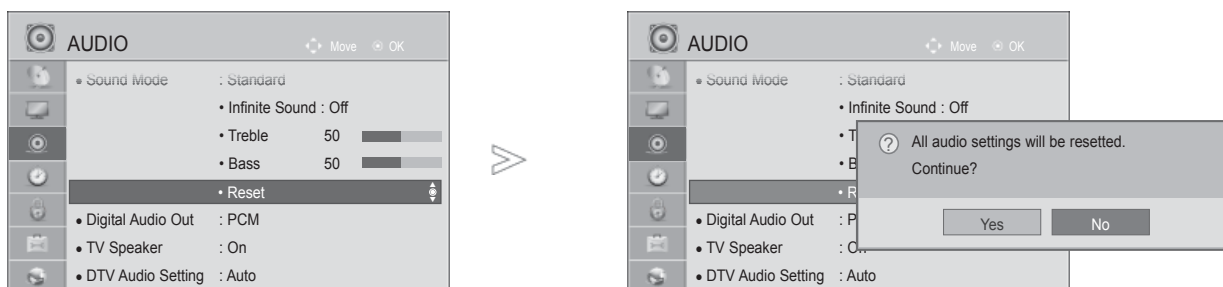 AUDIO
Move OK
• Sound Mode : Standard
• Infinite Sound : Off
• Treble 50
• Bass 50
• Reset
• Digital Audio Out : PCM
• TV Speaker : On
• DTV Audio Setting : Auto
AUDIO
Move OK
• Sound Mode : Standard
• Infinite Sound : Off
• T
• B
• R
• Digital Audio Out : P
• TV Speaker : O
• DTV Audio Setting : Auto
? All audio settings will be resetted.
Continue?
Yes No